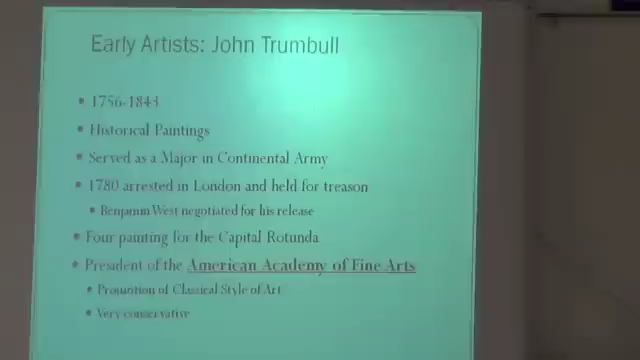 Early Artists: John Trumbull
• 1756-1843
• Historical Paintings
• Served as a Major in Continental Army
• 1780 arrested in London and held for treason
• Benjamin West negotiated for his release
• Four painting for the Capital Rotunda
• President of the American Academy of Fine Arts
• Promotion of Classical Style of Art
• Very conservative